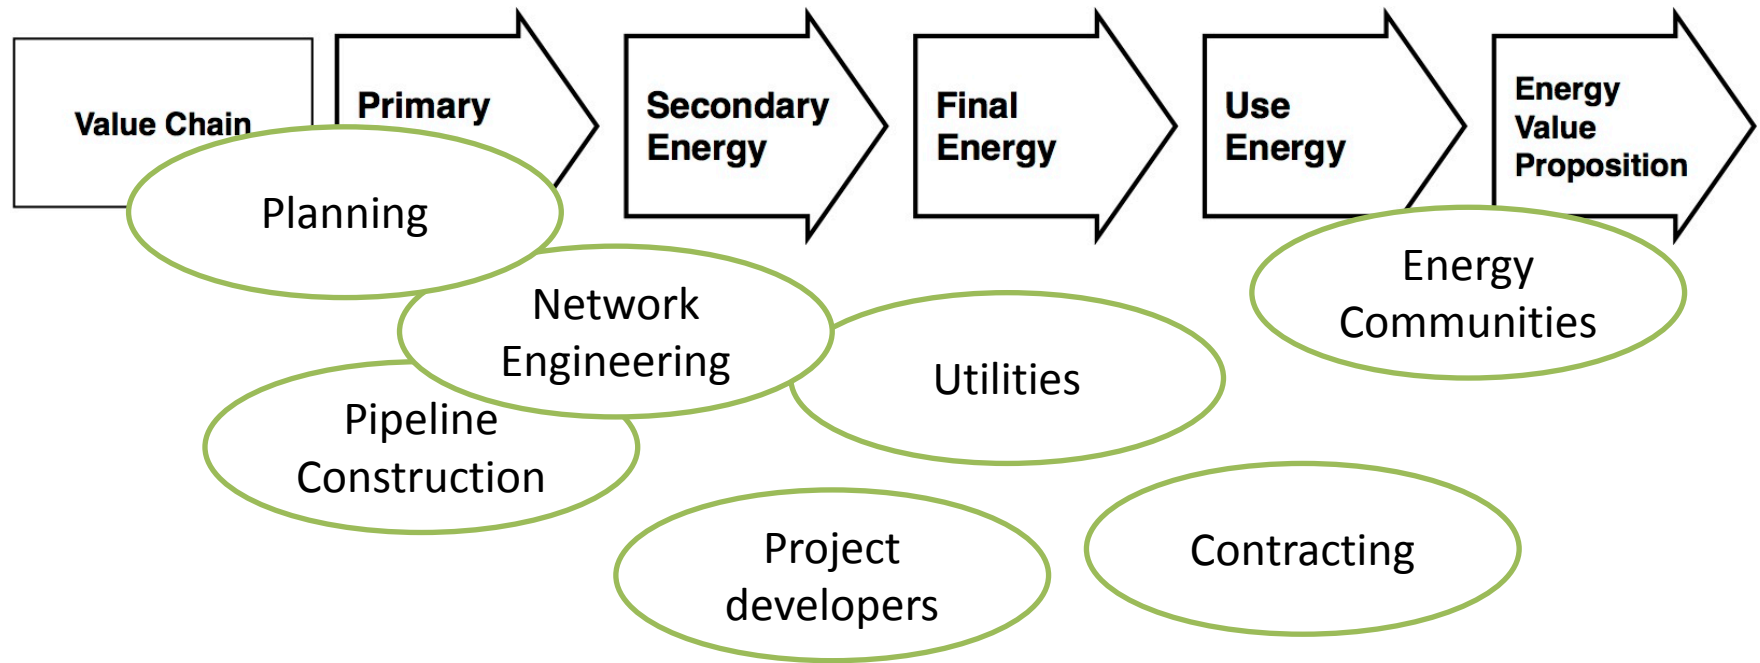 Value Chain
Primary
Secondary
Energy
Final
Energy
Use
Energy
Energy
Value
Proposition
Planning
Network
Engineering
Pipeline
Construction
Utilities
Energy
Communities
Project
developers
Contracting